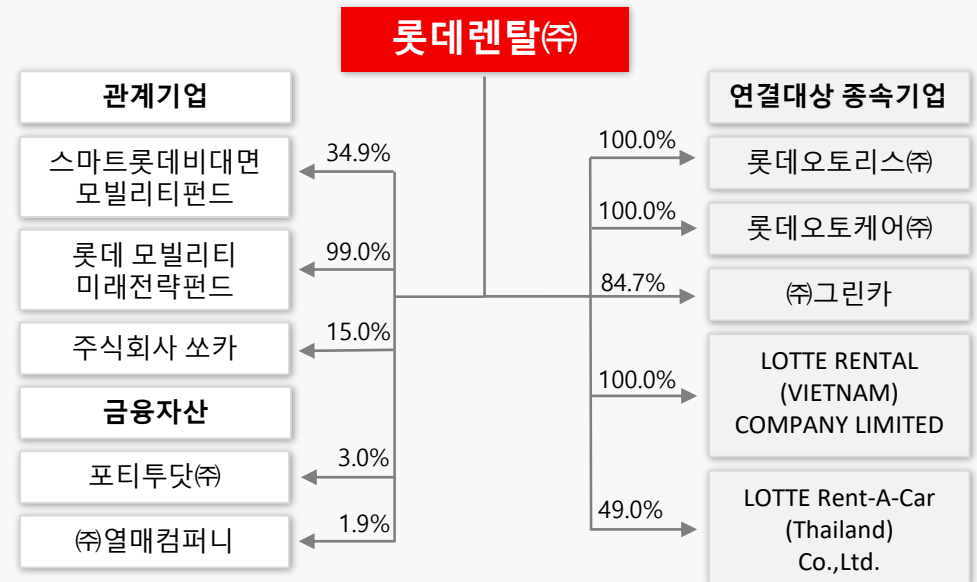 롯데렌탈㈜
관계기업
스마트롯데비대면
모빌리티펀드
34.9%
롯데 모빌리티
미래전략펀드
99.0%
주식회사 쏘카
15.0%
금융자산
포티투닷㈜
3.0%
㈜열매컴퍼니
1.9%
연결대상 종속기업
100.0%
롯데오토리스㈜
100.0%
롯데오토케어㈜
84.7%
㈜그린카
100.0%
LOTTE RENTAL
(VIETNAM)
COMPANY LIMITED
49.0%
LOTTE Rent-A-Car
(Thailand)
Co.,Ltd.